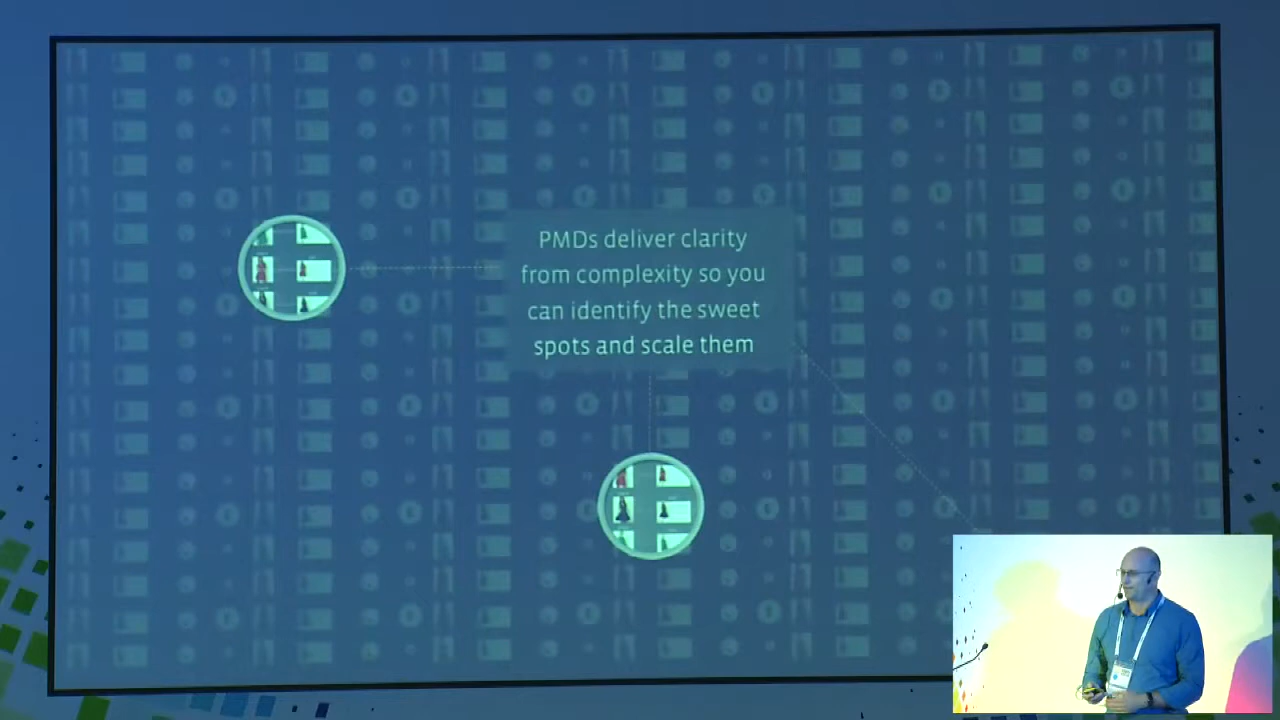 PMDs deliver clarity
from complexity so you
can identify the sweet
spots and scale them